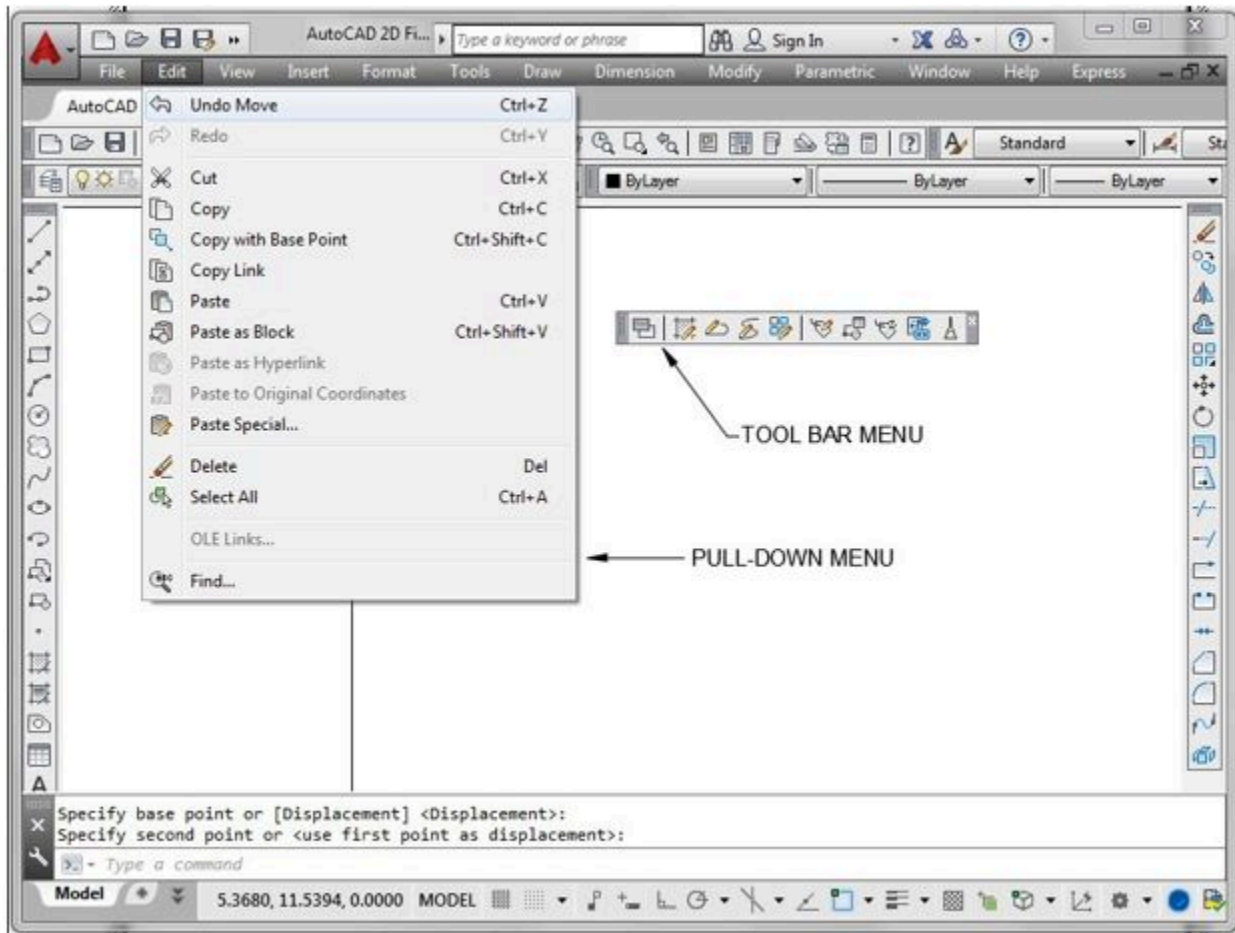 AutoCAD 2D Fi...
Type a keyword or phrase
Sign In
File Edit View Insert Format Tools Draw Dimension Modify Parametric Window Help Express
AutoCAD
Undo Move Ctrl+Z
Redo Ctrl+Y
Cut Ctrl+X
Copy Ctrl+C
Copy with Base Point Ctrl+Shift+C
Copy Link
Paste Ctrl+V
Paste as Block Ctrl+Shift+V
Paste as Hyperlink
Paste to Original Coordinates
Paste Special...
Delete Del
Select All Ctrl+A
OLE Links...
Find...
Standard
Sta
ByLayer
ByLayer
ByLayer
TOOL BAR MENU
PULL-DOWN MENU
A
Specify base point or [Displacement] <Displacement>:
Specify second point or <use first point as displacement>:
Type a command
Model
5.3680, 11.5394, 0.0000 MODEL